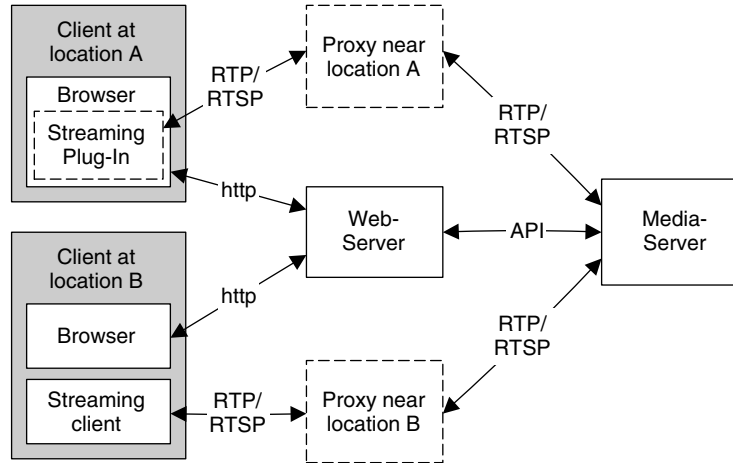 Client at
location A
Browser
Streaming
Plug-In
RTP/
RTSP
Proxy near
location A
RTP/
RTSP
http
Web-
Server
API
Media-
Server
Client at
location B
http
Browser
RTP/
RTSP
Streaming
client
RTP/
RTSP
Proxy near
location B